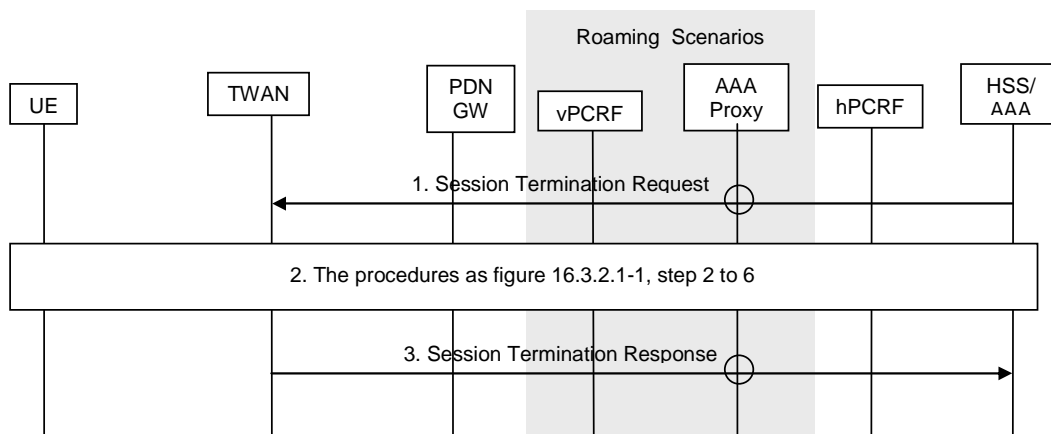 Roaming Scenarios
UE
TWAN
PDN
GW
vPCRF
AAA
Proxy
hPCRF
HSS/
AAA
1. Session Termination Request
2. The procedures as figure 16.3.2.1-1, step 2 to 6
3. Session Termination Response